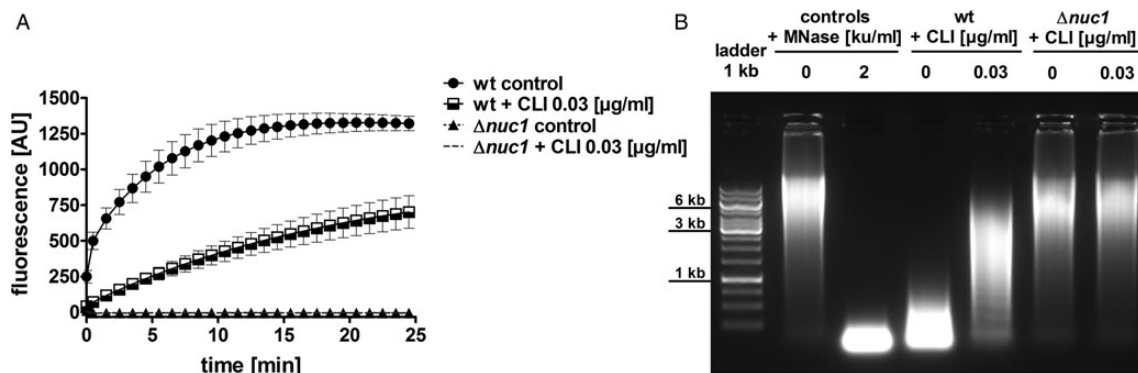 A
fluorescence [AU]
1500
1250
1000
750
500
250
0
0 5 10 15 20 25
time [min]
wt control
wt + CLI 0.03 [µg/ml]
Δnuc1 control
Δnuc1 + CLI 0.03 [µg/ml]
B
controls wt Δnuc1
+ MNase [ku/ml] + CLI [µg/ml] + CLI [µg/ml]
ladder
1 kb 0 2 0 0.03 0 0.03
6 kb
3 kb
1 kb